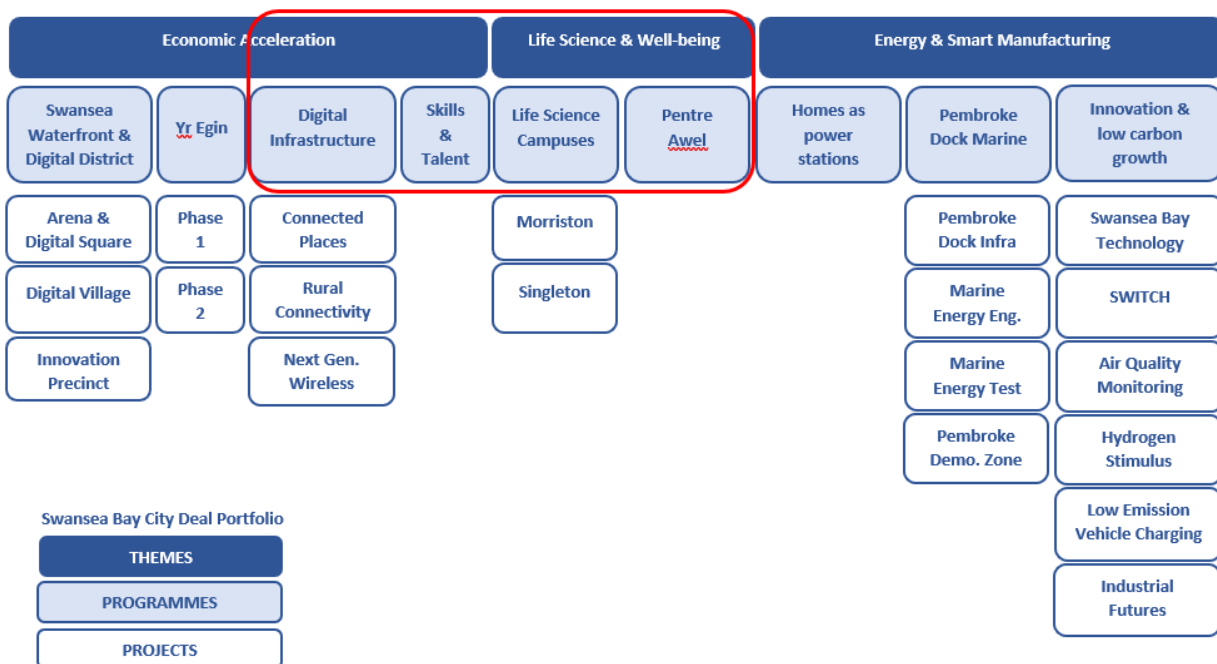 Economic Acceleration
Life Science & Well-being
Energy & Smart Manufacturing
Swansea
Waterfront &
Digital District
Yr Egin
Digital
Infrastructure
Skills
&
Talent
Life Science
Campuses
Pentre
Awel
Homes as
power
stations
Pembroke
Dock Marine
Innovation &
low carbon
growth
Arena &
Digital Square
Phase
1
Connected
Places
Morriston
Pembroke
Dock Infra
Swansea Bay
Technology
Digital Village
Phase
2
Rural
Connectivity
Singleton
Marine
Energy Eng.
SWITCH
Innovation
Precinct
Next Gen.
Wireless
Marine
Energy Test
Air Quality
Monitoring
Pembroke
Demo. Zone
Hydrogen
Stimulus
Low Emission
Vehicle Charging
Industrial
Futures
Swansea Bay City Deal Portfolio
THEMES
PROGRAMMES
PROJECTS